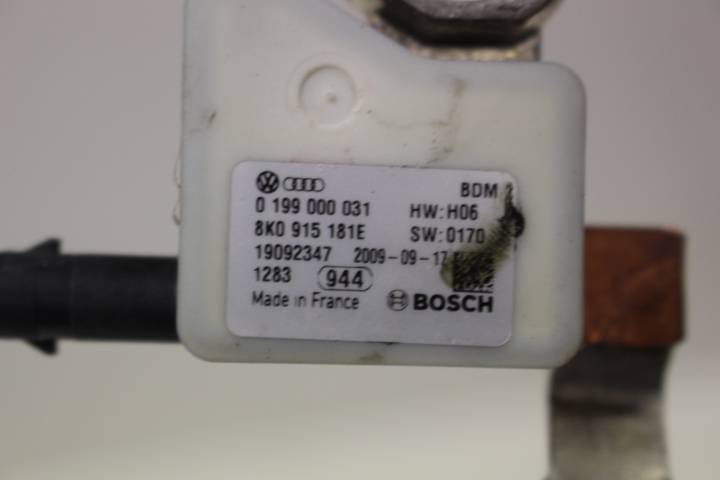 BDM 2
0 199 000 031 HW:H06
8K0 915 181E SW:0170
19092347 2009-09-17
1283 944
Made in France BOSCH